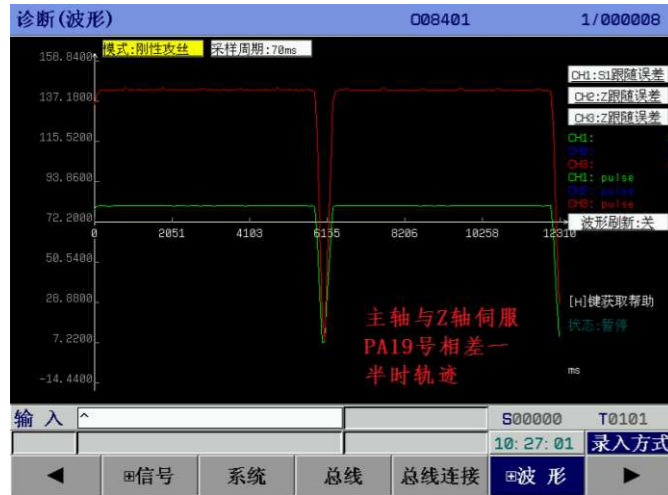 诊断(波形) O08401 1/000008
模式:刚性攻丝 采样周期:70ms
158.8400
CH1:S1跟随误差
137.1800
CH2:Z跟随误差
CH3:Z跟随误差
115.5200
CH1:
CH2:
CH3:
93.8600
CH1: pulse
CH2: pulse
CH3: pulse
72.2000
波形刷新:关
0 2051 4103 6155 8206 10258 12310
50.5400
28.8800
[H]键获取帮助
主轴与Z轴伺服
状态:暂停
7.2200
PA19号相差一
半时轨迹
ms
-14.4400
输 入 ^ S00000 T0101
10:27:01 录入方式
◀ ⊞信号 系统 总线 总线连接 ⊞波 形 ▶